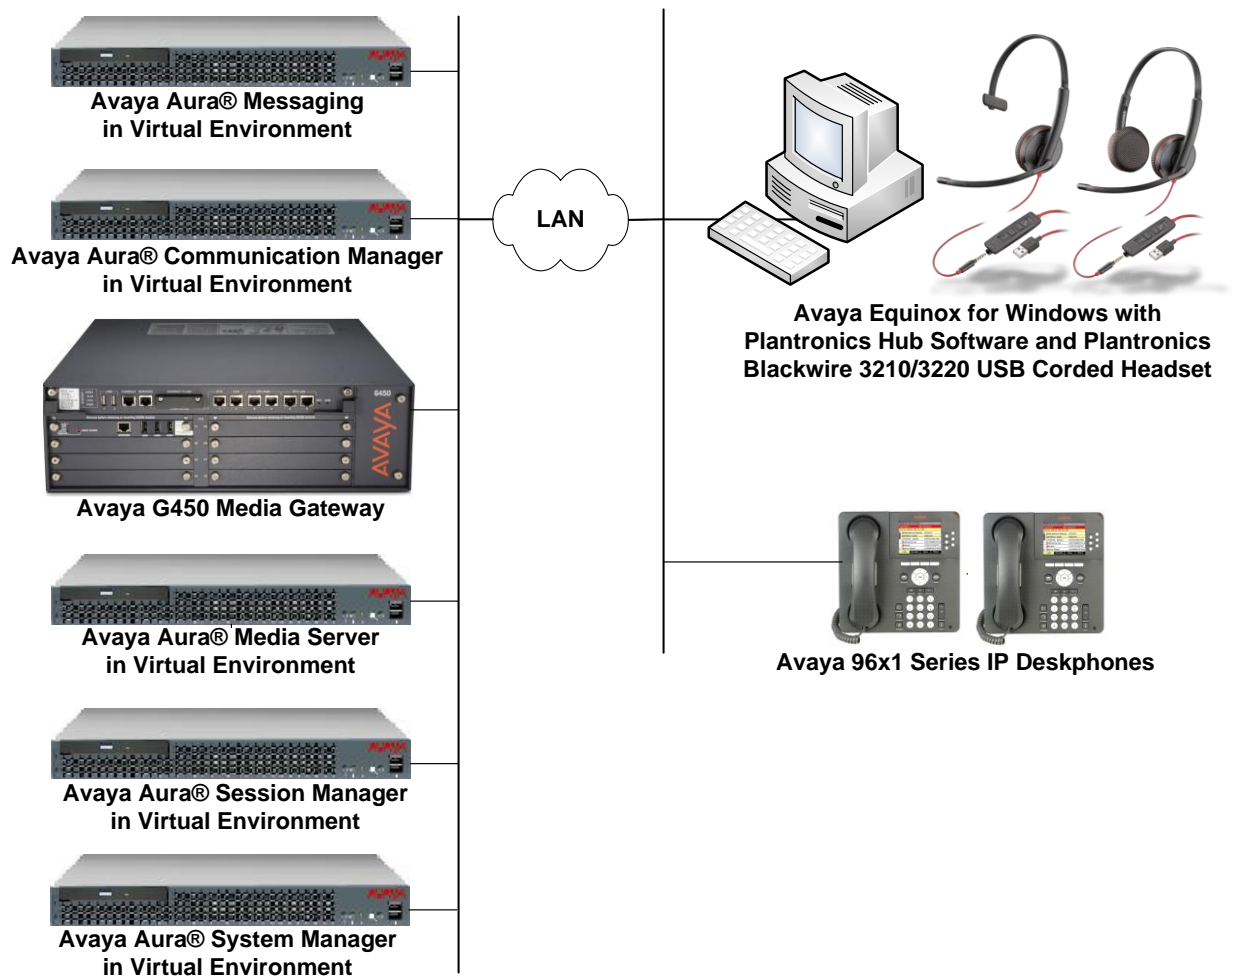 Avaya Aura® Messaging
in Virtual Environment
Avaya Aura® Communication Manager
in Virtual Environment
G450
AVAYA
Avaya G450 Media Gateway
Avaya Aura® Media Server
in Virtual Environment
Avaya Aura® Session Manager
in Virtual Environment
Avaya Aura® System Manager
in Virtual Environment
LAN
Avaya Equinox for Windows with
Plantronics Hub Software and Plantronics
Blackwire 3210/3220 USB Corded Headset
Avaya 96x1 Series IP Deskphones